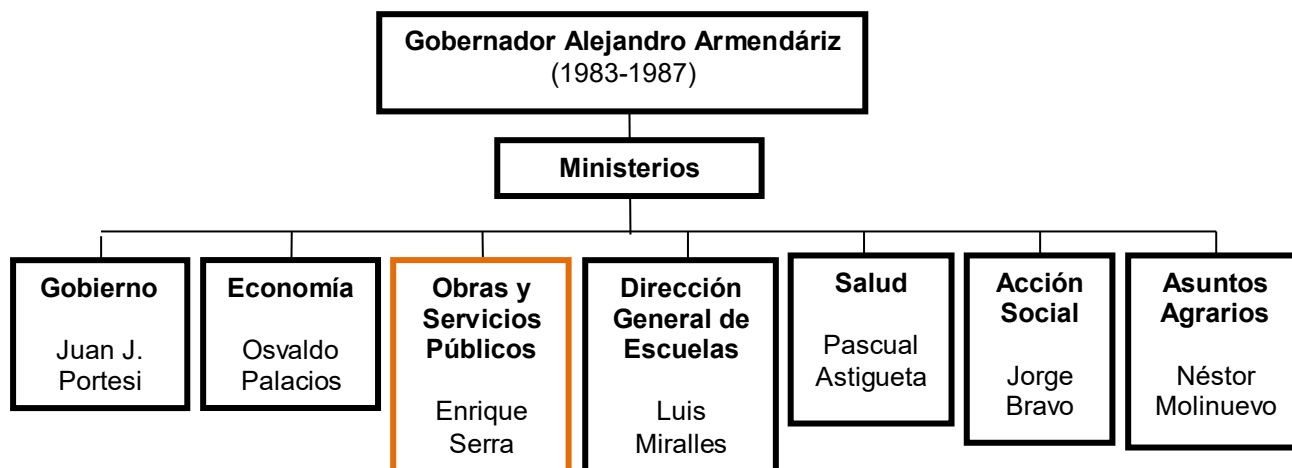 Gobernador Alejandro Armendáriz
(1983-1987)
Ministerios
Gobierno
Juan J.
Portesi
Economía
Osvaldo
Palacios
Obras y
Servicios
Públicos
Enrique
Serra
Dirección
General de
Escuelas
Luis
Miralles
Salud
Pascual
Astigueta
Acción
Social
Jorge
Bravo
Asuntos
Agrarios
Néstor
Molinuevo